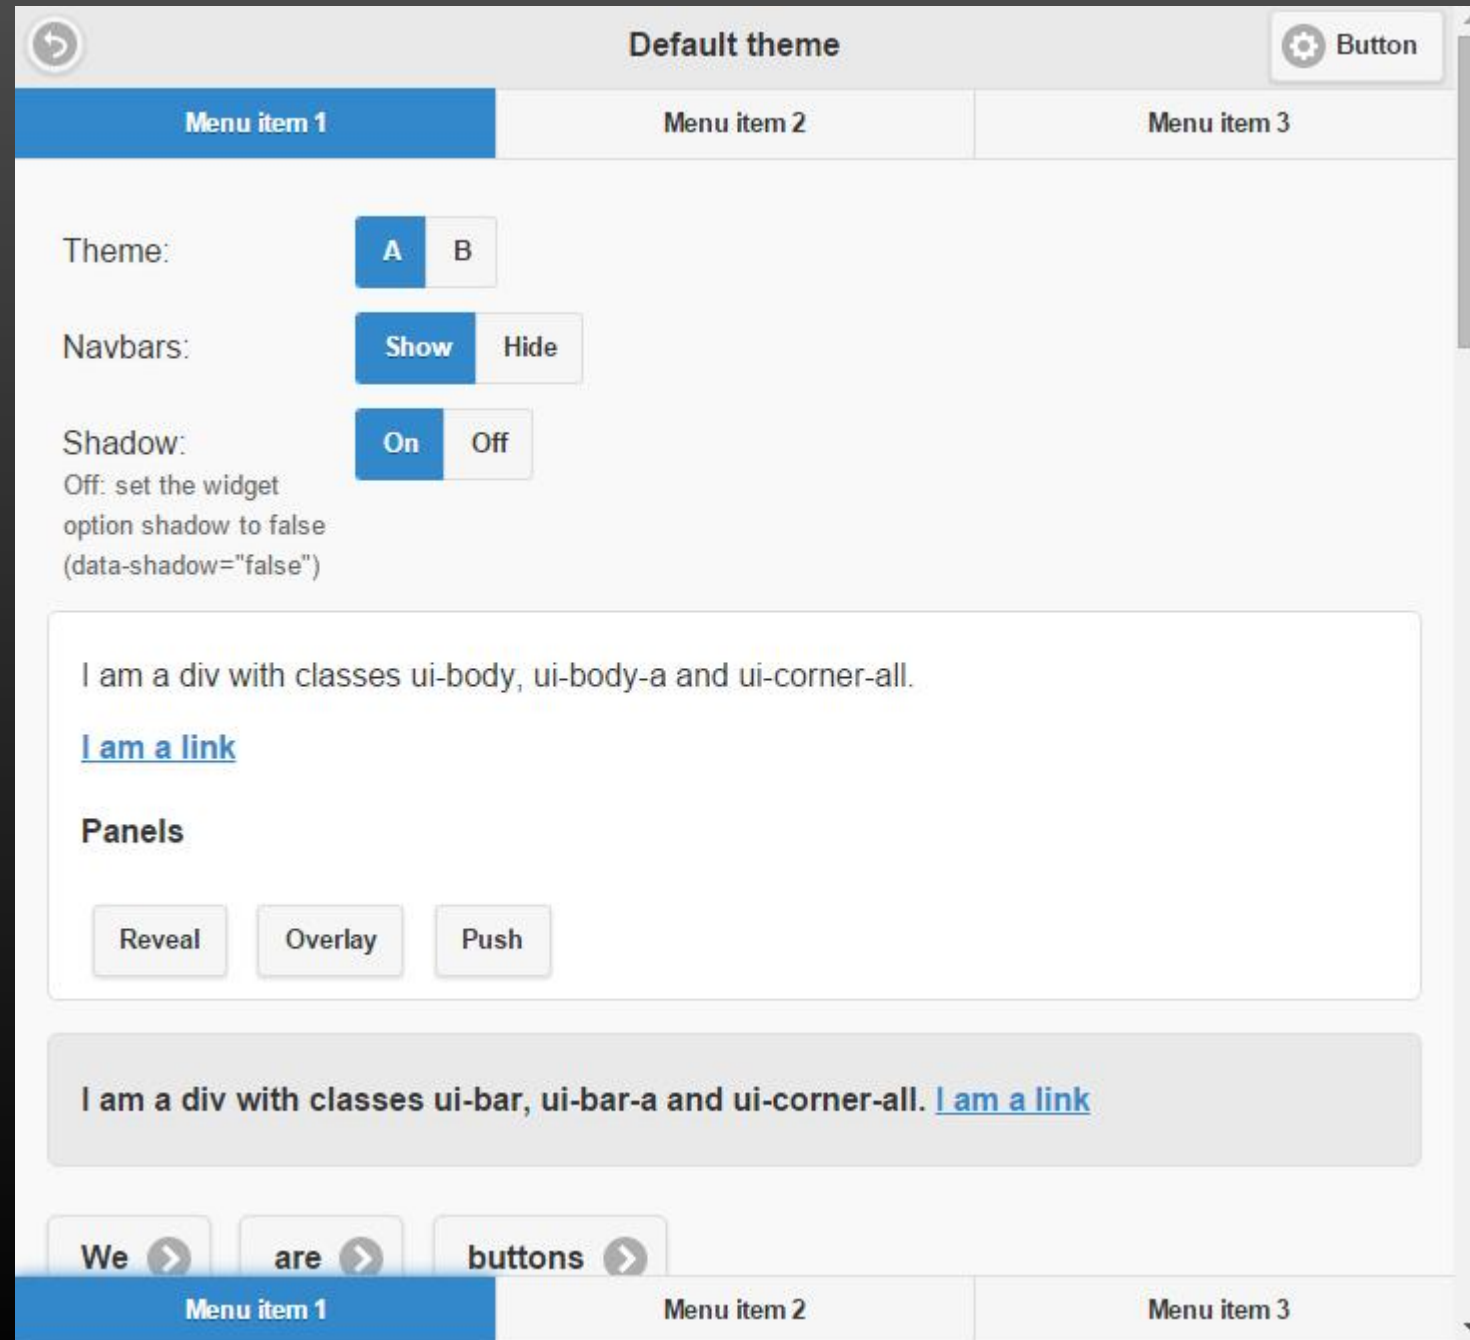 Default theme
Button
Menu item 1 Menu item 2 Menu item 3
Theme: A B
Navbars: Show Hide
Shadow: On Off
Off: set the widget
option shadow to false
(data-shadow="false")
I am a div with classes ui-body, ui-body-a and ui-corner-all.
I am a link
Panels
Reveal Overlay Push
I am a div with classes ui-bar, ui-bar-a and ui-corner-all. I am a link
We are buttons
Menu item 1 Menu item 2 Menu item 3